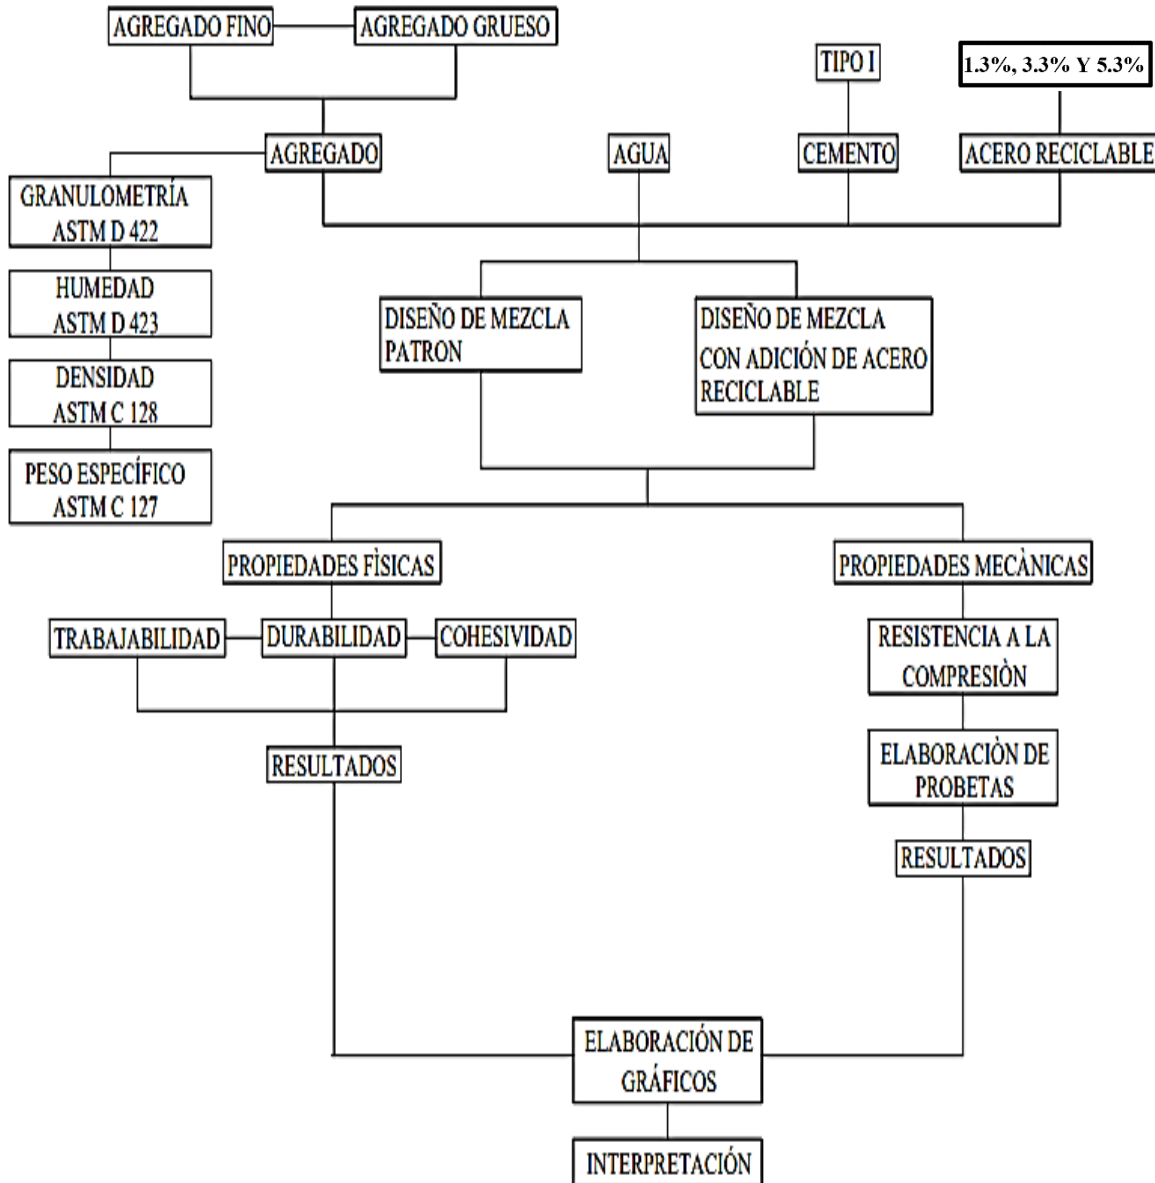 AGREGADO FINO
AGREGADO GRUESO
TIPO I
1.3%, 3.3% Y 5.3%
AGREGADO
AGUA
CEMENTO
ACERO RECICLABLE
GRANULOMETRÍA
ASTM D 422
HUMEDAD
ASTM D 423
DENSIDAD
ASTM C 128
PESO ESPECÍFICO
ASTM C 127
DISEÑO DE MEZCLA
PATRON
DISEÑO DE MEZCLA
CON ADICIÓN DE ACERO
RECICLABLE
PROPIEDADES FÌSICAS
PROPIEDADES MECÀNICAS
TRABAJABILIDAD
DURABILIDAD
COHESIVIDAD
RESISTENCIA A LA
COMPRESIÒN
RESULTADOS
ELABORACIÒN DE
PROBETAS
RESULTADOS
ELABORACIÓN DE
GRÁFICOS
INTERPRETACIÓN